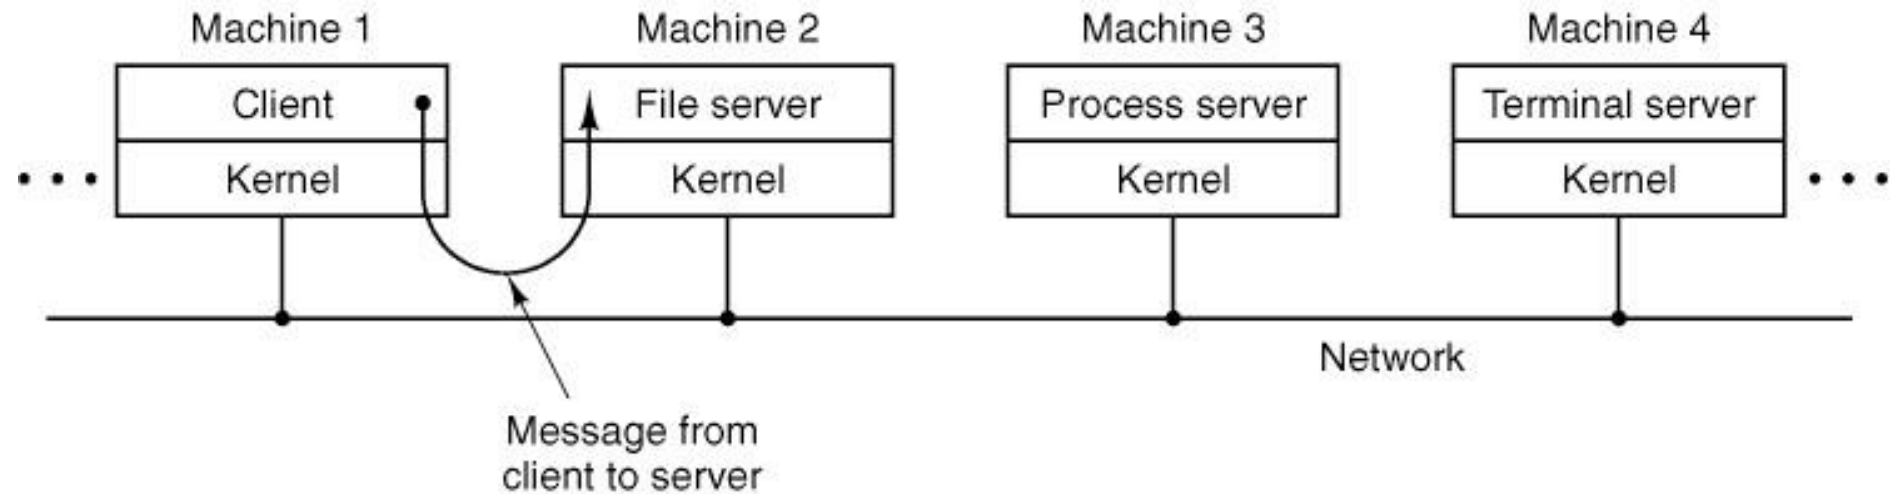 Machine 1
Machine 2
Machine 3
Machine 4
Client
File server
Process server
Terminal server
Kernel
Kernel
Kernel
Kernel
Network
Message from
client to server